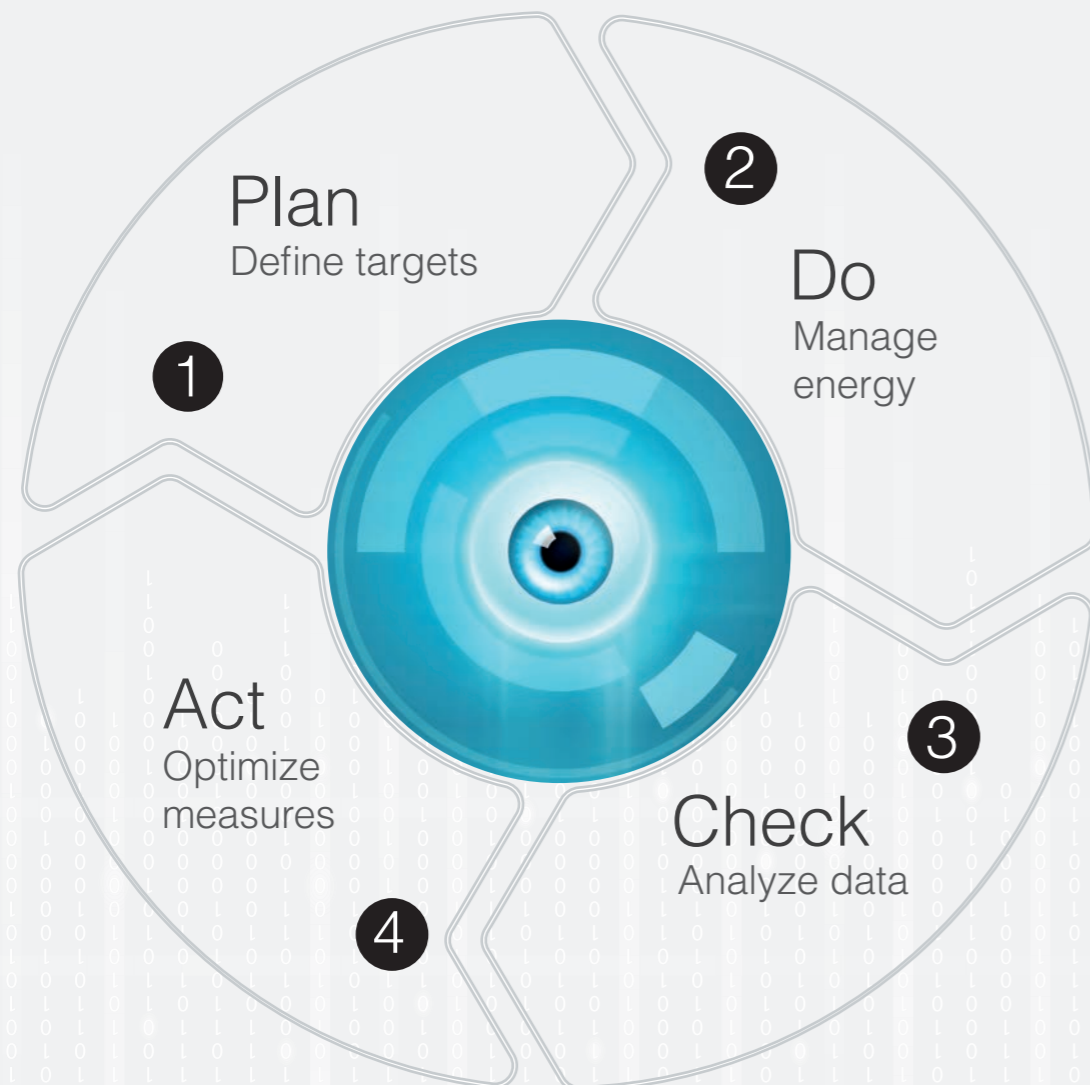 1
Plan
Define targets
2
Do
Manage
energy
3
Check
Analyze data
4
Act
Optimize
measures